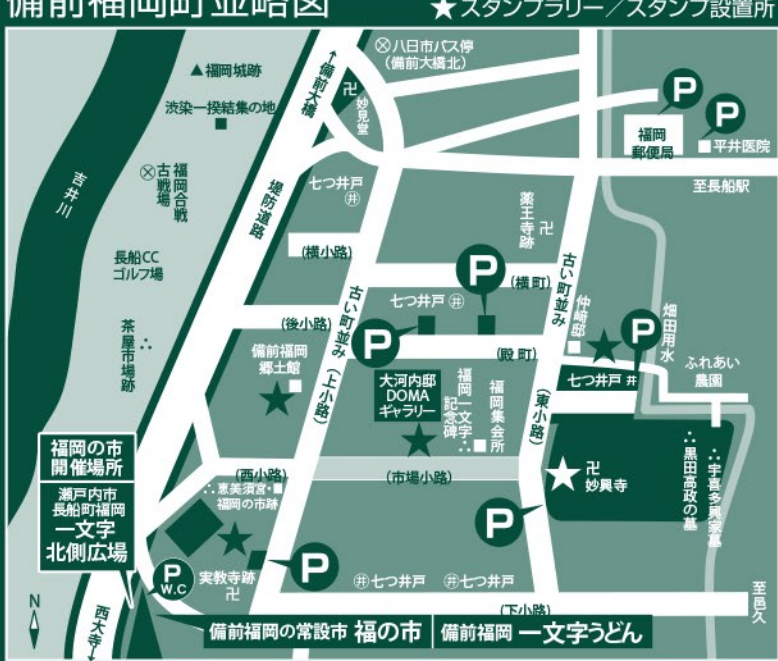 備前福岡町並略図
★スタンプラリー/スタンプ設置所
▲福岡城跡
渋染一揆結集の地
吉井川
福岡合戦
古戦場
長船CC
ゴルフ場
茶屋市場跡
↑備前大橋
堤防道路
八日市バス停
(備前大橋北)
卍
妙見堂
七つ井戸
井
(横小路)
(後小路)
古い町並み(上小路)
備前福岡
郷土館
(西小路)
恵美須宮・
福岡の市跡
P
P
福岡
郵便局
平井医院
至長船駅
薬王寺跡
卍
P
(横町)
七つ井戸 井
古い町並み
(東小路)
仲﨑邸
P
畑田用水
P
(殿町)
七つ井戸 井
ふれあい
農園
大河内邸
DOMA
ギャラリー
福岡一文字
記念碑
福岡集会所
(市場小路)
卍
妙興寺
黒田高政の墓
宇喜多興家墓
P
福岡の市
開催場所
瀬戸内市
長船町福岡
一文字
北側広場
P
W.C
実教寺跡
卍
P
井七つ井戸
井七つ井戸
(下小路)
至邑久
N
西大寺→
備前福岡の常設市 福の市
備前福岡 一文字うどん